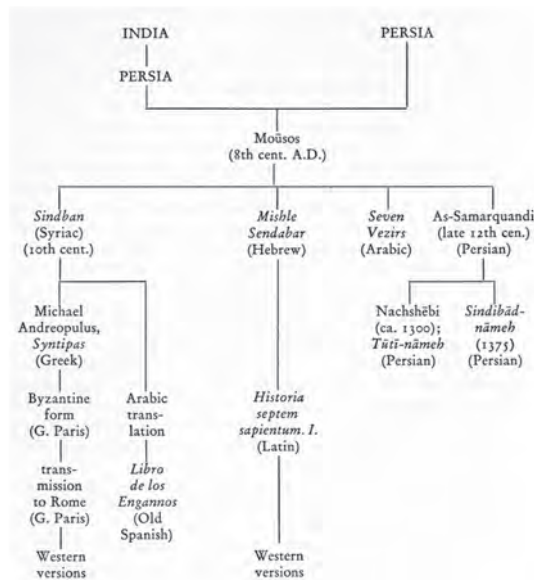 INDIA
PERSIA
PERSIA
Moūsos
(8th cent. A.D.)
Sindban
(Syriac)
(10th cent.)
Mishle
Sendabar
(Hebrew)
Seven
Vezirs
(Arabic)
As-Samarquandi
(late 12th cen.)
(Persian)
Michael
Andreopulus,
Syntipas
(Greek)
Nachshēbi
(ca. 1300);
Tūtī-nāmeh
(Persian)
Sindibād-
nāmeh
(1375)
(Persian)
Byzantine
form
(G. Paris)
Arabic
trans-
lation
Historia
septem
sapientum. I.
(Latin)
trans-
mission
to Rome
(G. Paris)
Libro
de los
Engannos
(Old
Spanish)
Western
versions
Western
versions